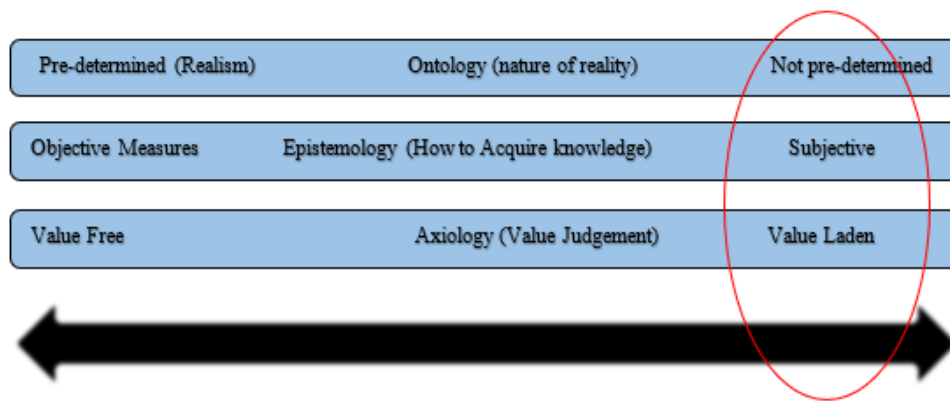 Pre-determined (Realism) Ontology (nature of reality) Not pre-determined
Objective Measures Epistemology (How to Acquire knowledge) Subjective
Value Free Axiology (Value Judgement) Value Laden